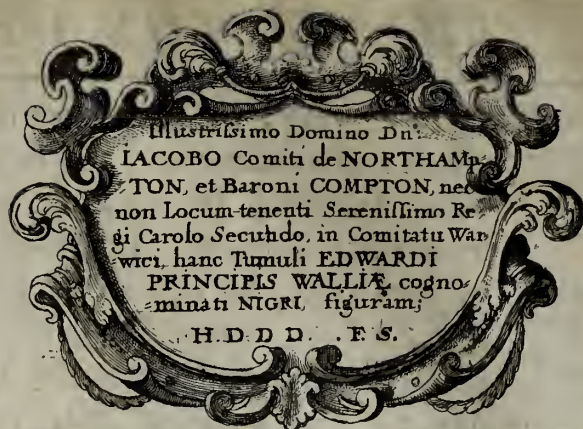 Illustrissimo Domino Dn:
IACOBO Comiti de NORTHAMP-
-TON, et Baroni COMPTON, nec
non Locum-tenenti Serenissimo Re-
gi Carolo Secundo, in Comitatu War-
wici, hanc Tumuli EDWARDI
PRINCIPIS WALLIÆ cogno-
-minati NIGRI, figuram;
H. D. D. D. . F. S.